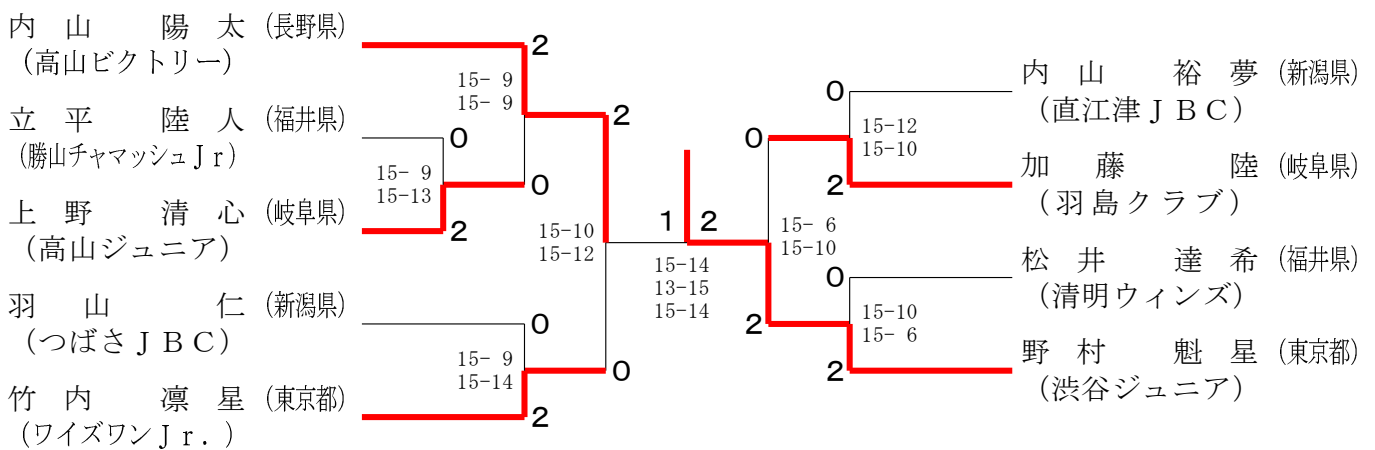 内山 陽太 (長野県)
(高山ビクトリー)
立平 陸人 (福井県)
(勝山チャマッシュJr)
上野 清心 (岐阜県)
(高山ジュニア)
羽山 仁 (新潟県)
(つばさJBC)
竹内 凛星 (東京都)
(ワイズワンJr.)
2
15- 9
15- 9
0
0
15- 9
15-13
2
2
15-10
15-12
0
15- 9
15-14
2
0
1
2
15-14
13-15
15-14
0
15- 6
15-10
2
0
15-12
15-10
2
0
15-10
15- 6
2
内山 裕夢 (新潟県)
(直江津JBC)
加藤 陸 (岐阜県)
(羽島クラブ)
松井 達希 (福井県)
(清明ウィンズ)
野村 魁星 (東京都)
(渋谷ジュニア)